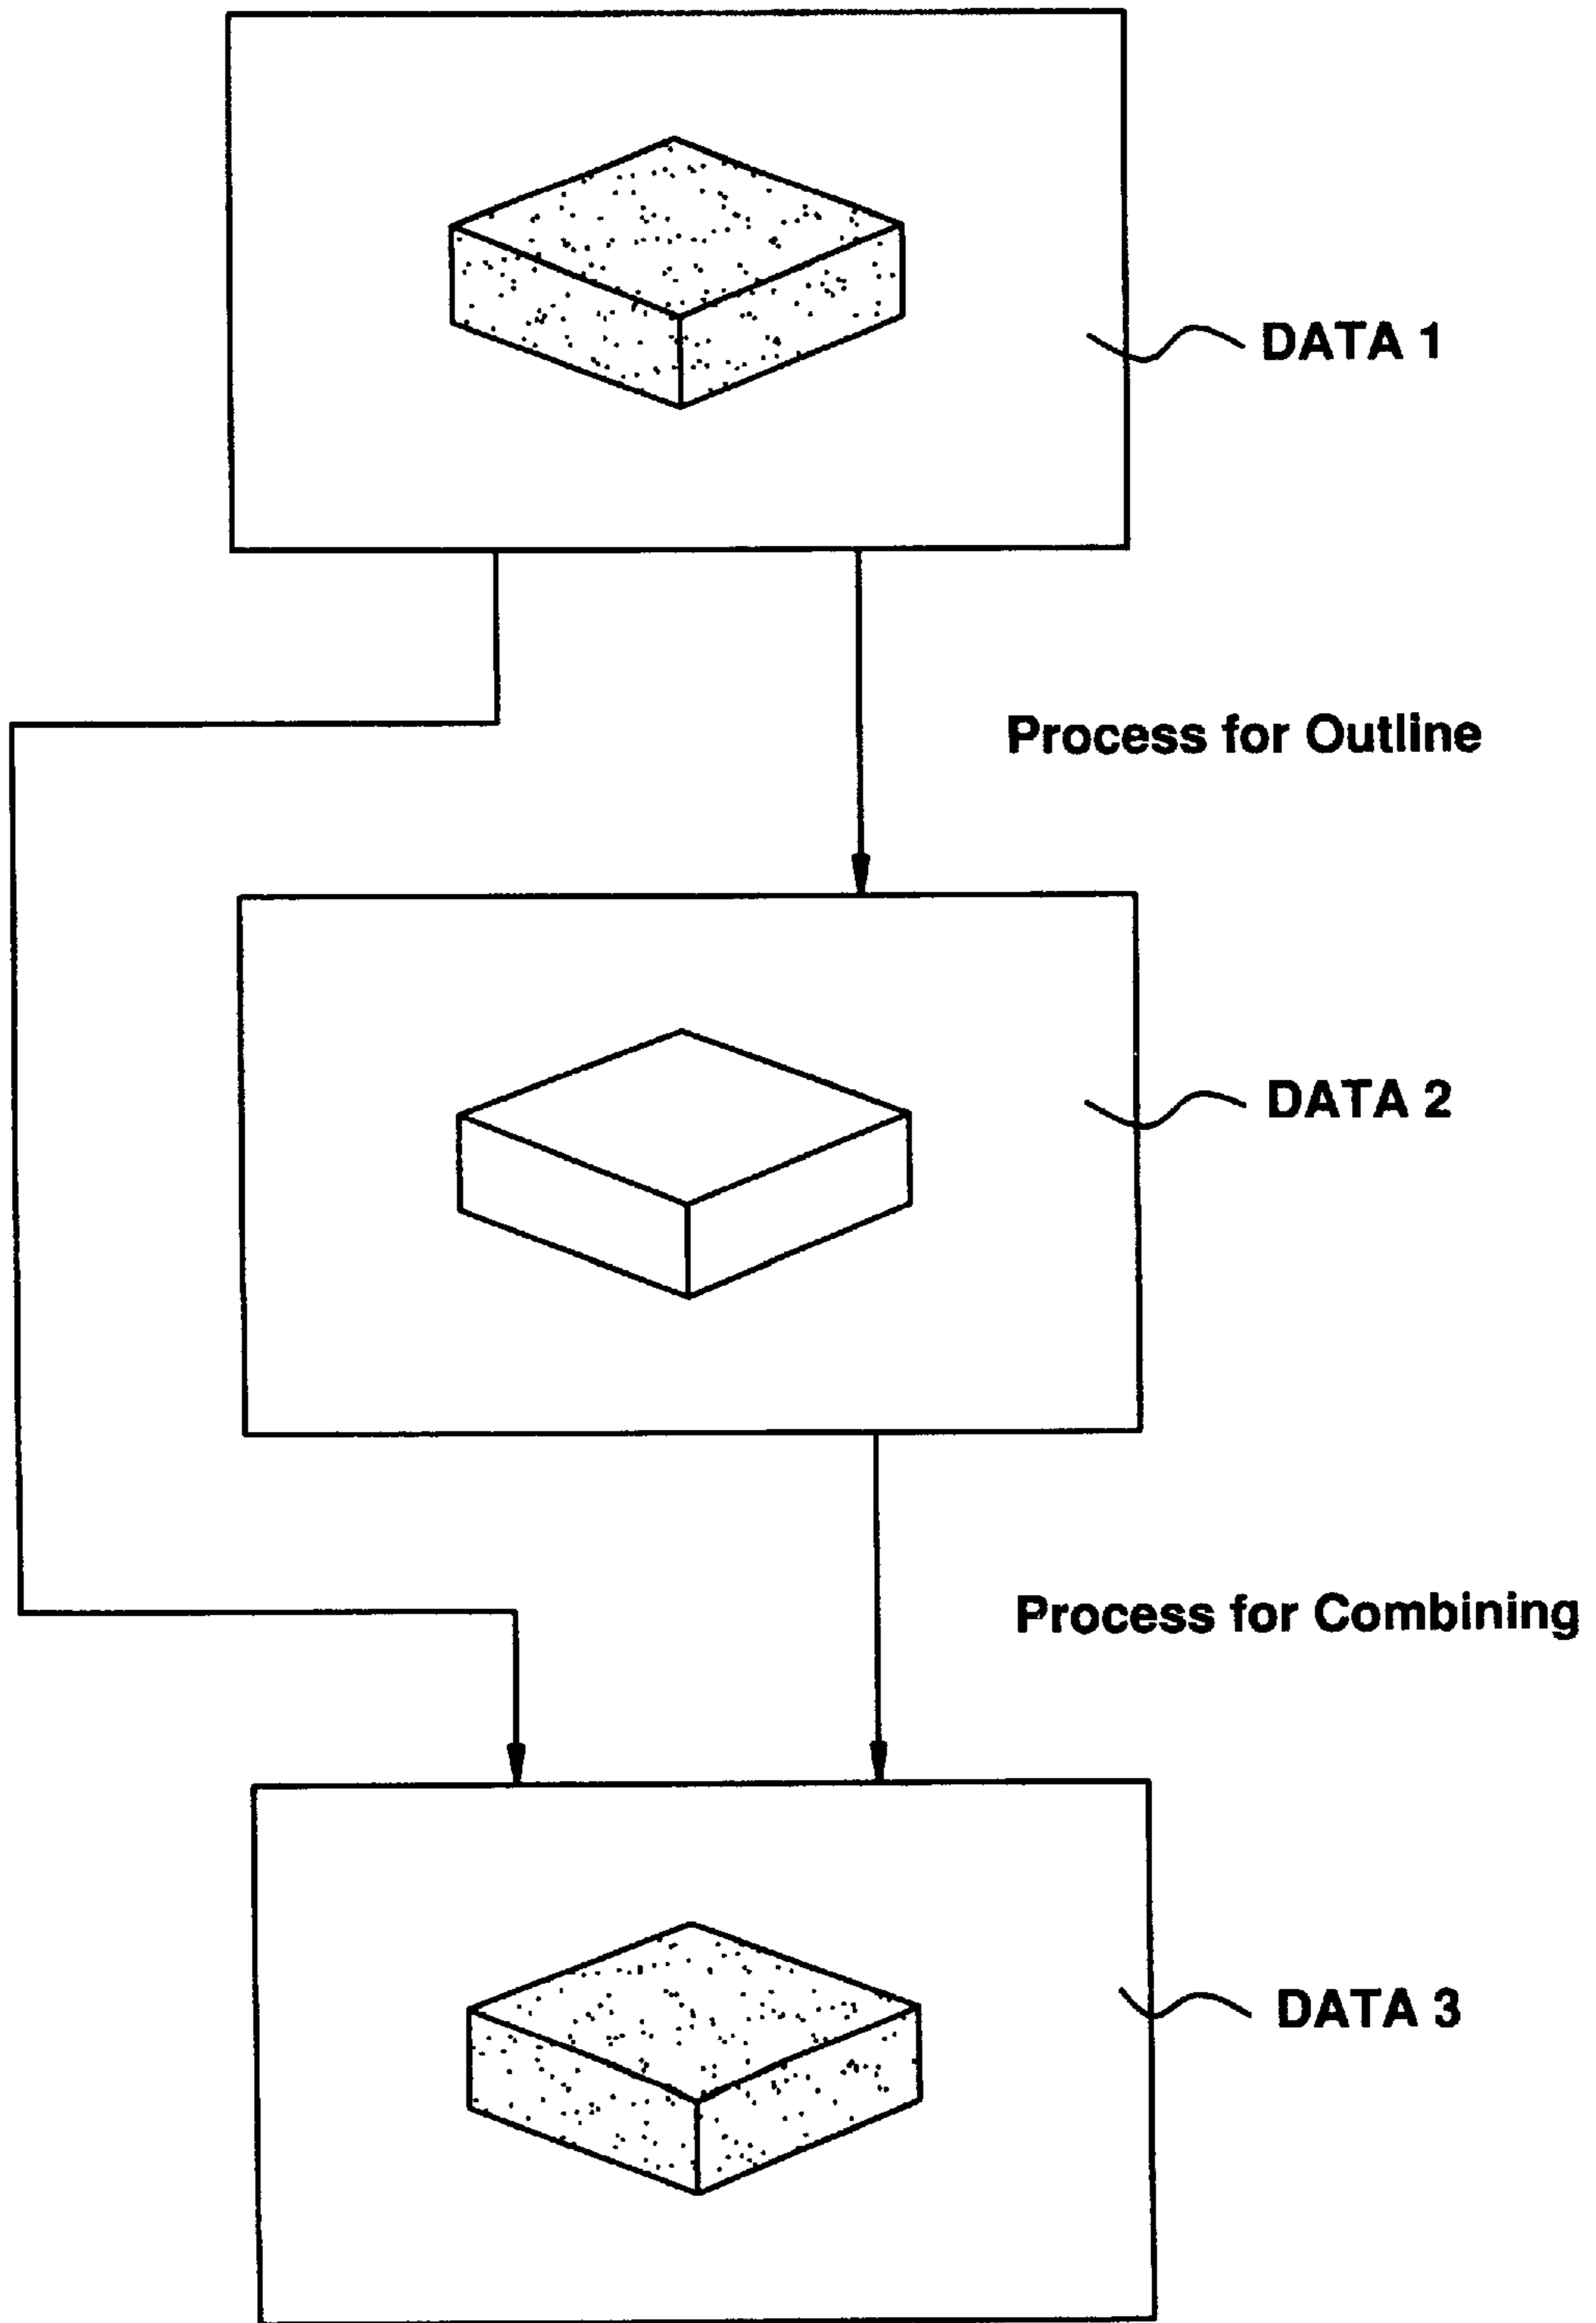 DATA 1
Process for Outline
DATA 2
Process for Combining
DATA 3